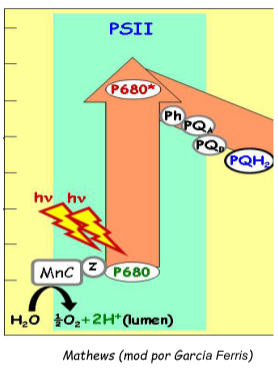 PSII
P680*
Ph
PQA
PQB
PQH₂
hν hν
MnC
z
P680
H₂O ½O₂+2H⁺(lumen)
Mathews (mod por García Ferris)